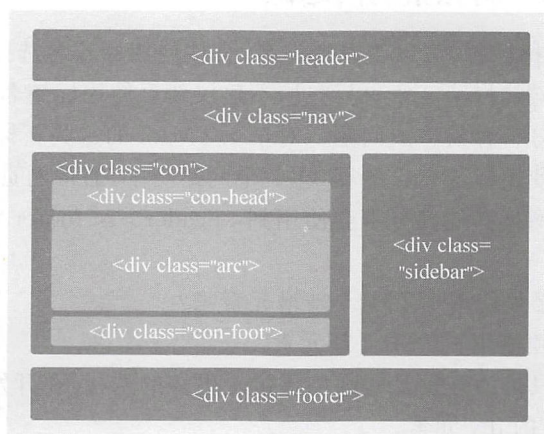 <div class="header">
<div class="nav">
<div class="con">
<div class="con-head">
<div class="arc">
<div class="con-foot">
<div class=
"sidebar">
<div class="footer">